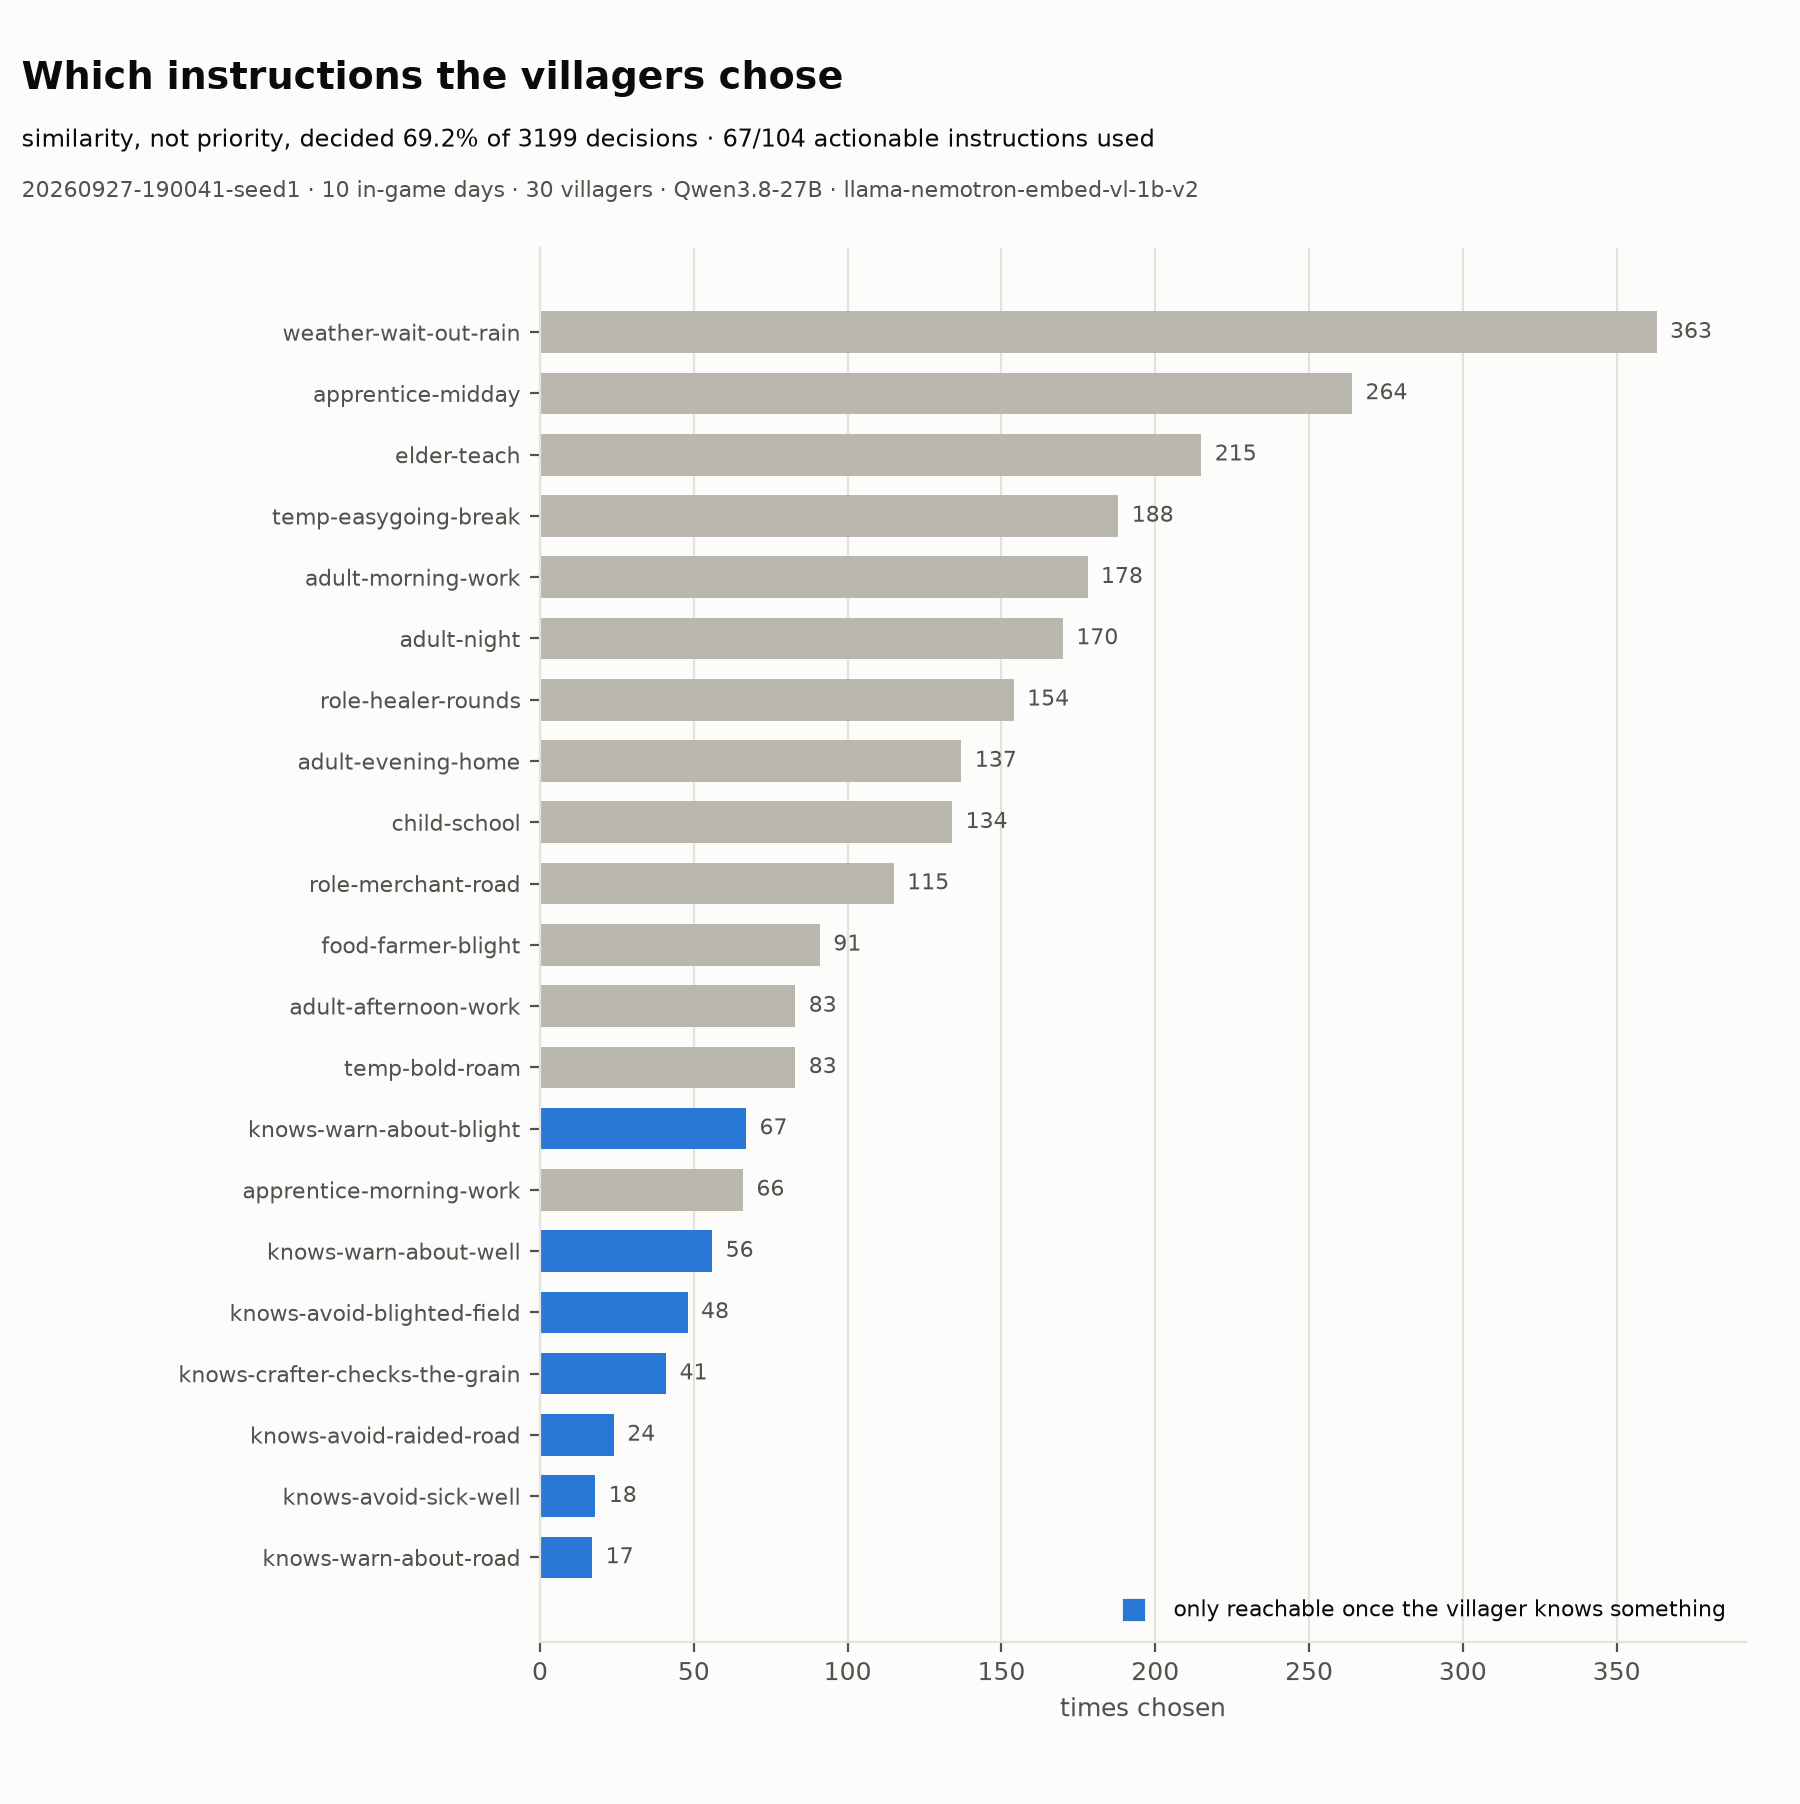 Which instructions the villagers chose
similarity, not priority, decided 69.2% of 3199 decisions · 67/104 actionable instructions used
20260927-190041-seed1 · 10 in-game days · 30 villagers · Qwen3.8-27B · llama-nemotron-embed-vl-1b-v2
weather-wait-out-rain 363
apprentice-midday 264
elder-teach 215
temp-easygoing-break 188
adult-morning-work 178
adult-night 170
role-healer-rounds 154
adult-evening-home 137
child-school 134
role-merchant-road 115
food-farmer-blight 91
adult-afternoon-work 83
temp-bold-roam 83
knows-warn-about-blight 67
apprentice-morning-work 66
knows-warn-about-well 56
knows-avoid-blighted-field 48
knows-crafter-checks-the-grain 41
knows-avoid-raided-road 24
knows-avoid-sick-well 18
knows-warn-about-road 17
only reachable once the villager knows something
0 50 100 150 200 250 300 350
times chosen